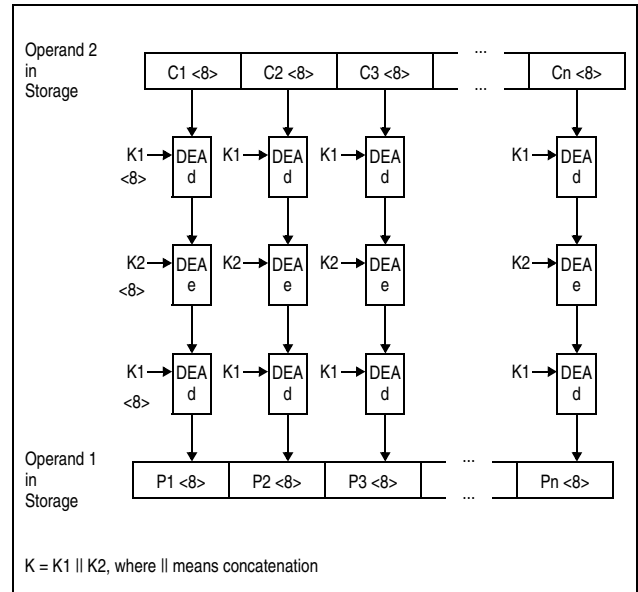 Operand 2
in
Storage
...
C1 <8> C2 <8> C3 <8> Cn <8>
...
K1 DEA K1 DEA K1 DEA K1 DEA
<8> d d d d
K2 DEA K2 DEA K2 DEA K2 DEA
<8> e e e e
K1 DEA K1 DEA K1 DEA K1 DEA
<8> d d d d
Operand 1
in
Storage
...
P1 <8> P2 <8> P3 <8> Pn <8>
...
K = K1 || K2, where || means concatenation